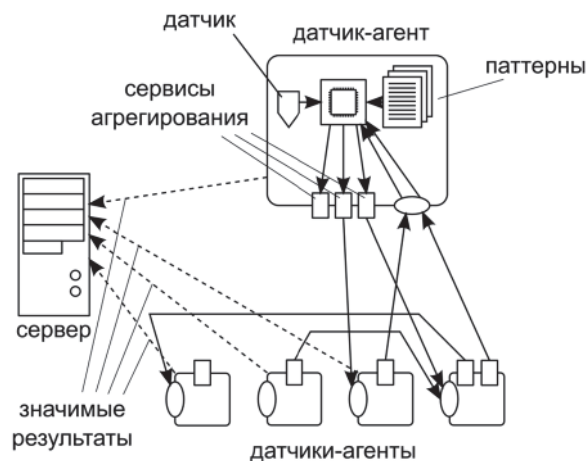 датчик
датчик-агент
паттерны
сервисы
агрегирования
сервер
значимые
результаты
датчики-агенты